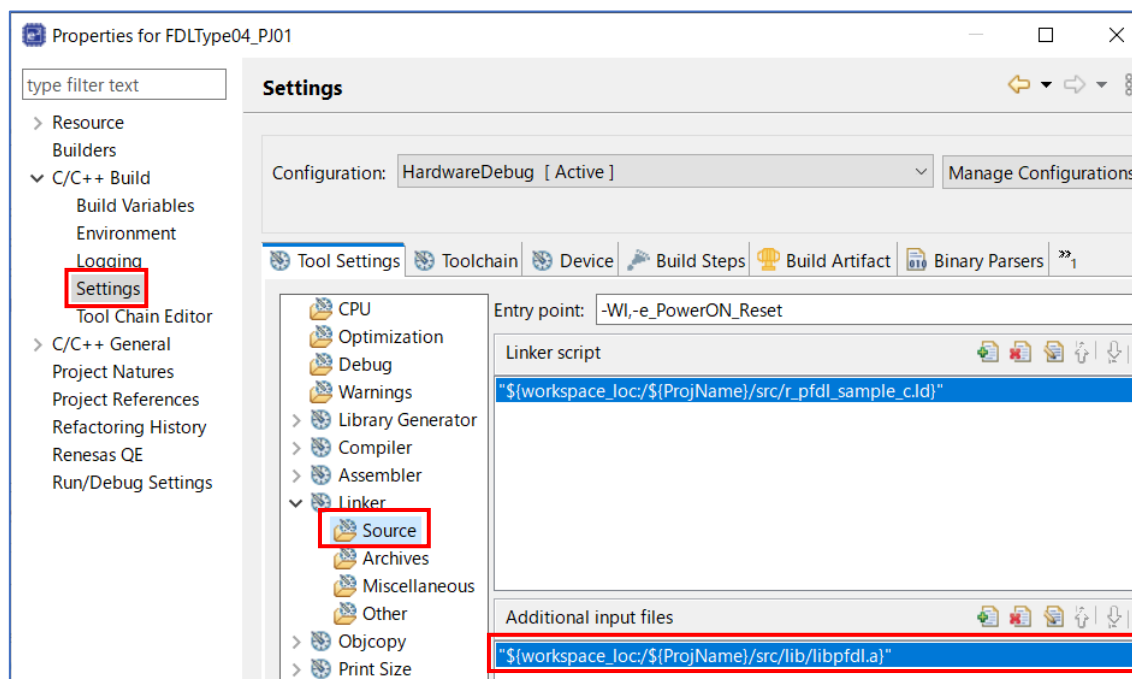 Properties for FDLType04_PJ01
type filter text
Resource
Builders
C/C++ Build
Build Variables
Environment
Logging
Settings
Tool Chain Editor
C/C++ General
Project Natures
Project References
Refactoring History
Renesas QE
Run/Debug Settings
Settings
Configuration: HardwareDebug [ Active ] Manage Configurations
Tool Settings Toolchain Device Build Steps Build Artifact Binary Parsers »1
CPU
Optimization
Debug
Warnings
Library Generator
Compiler
Assembler
Linker
Source
Archives
Miscellaneous
Other
Objcopy
Print Size
Entry point: -Wl,-e_PowerON_Reset
Linker script
"${workspace_loc:/${ProjName}/src/r_pfdl_sample_c.ld}"
Additional input files
"${workspace_loc:/${ProjName}/src/lib/libpfdl.a}"